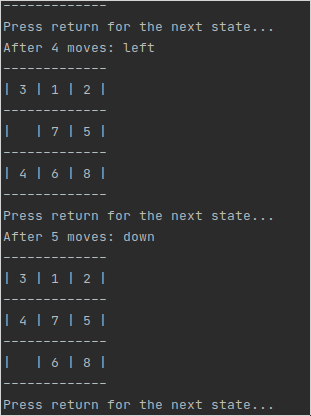 -------------
Press return for the next state...
After 4 moves: left
-------------
| 3 | 1 | 2 |
-------------
|   | 7 | 5 |
-------------
| 4 | 6 | 8 |
-------------
Press return for the next state...
After 5 moves: down
-------------
| 3 | 1 | 2 |
-------------
| 4 | 7 | 5 |
-------------
|   | 6 | 8 |
-------------
Press return for the next state...